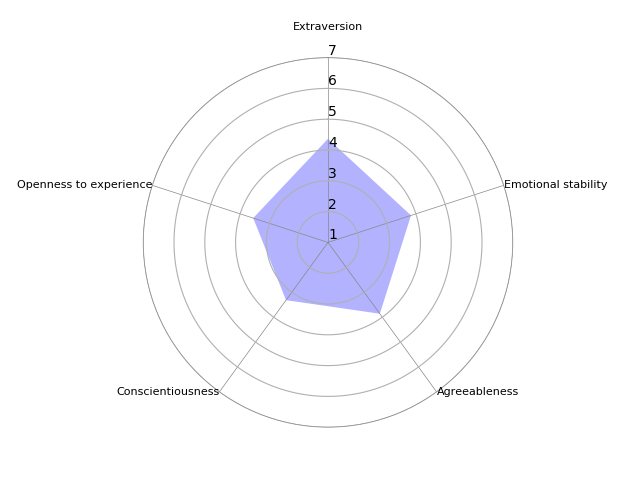 Extraversion
7
6
5
4
3
2
1
Openness to experience
Emotional stability
Conscientiousness
Agreeableness